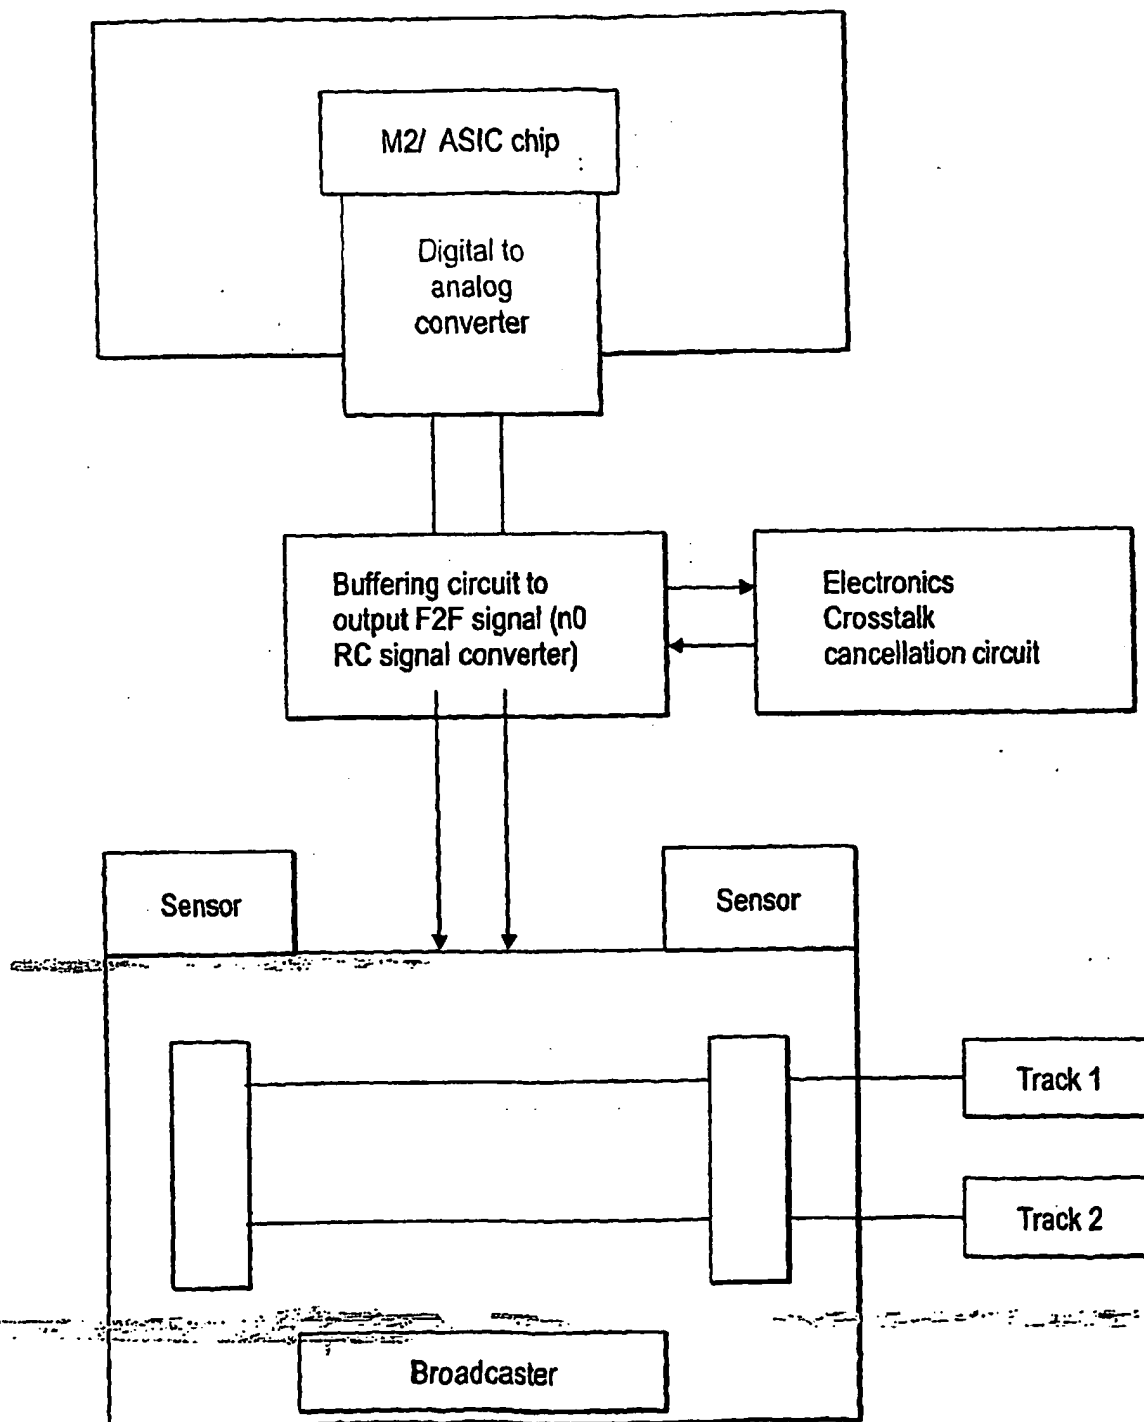 M2/ ASIC chip
Digital to
analog
converter
Buffering circuit to
output F2F signal (n0
RC signal converter)
Electronics
Crosstalk
cancellation circuit
Sensor
Sensor
Track 1
Track 2
Broadcaster